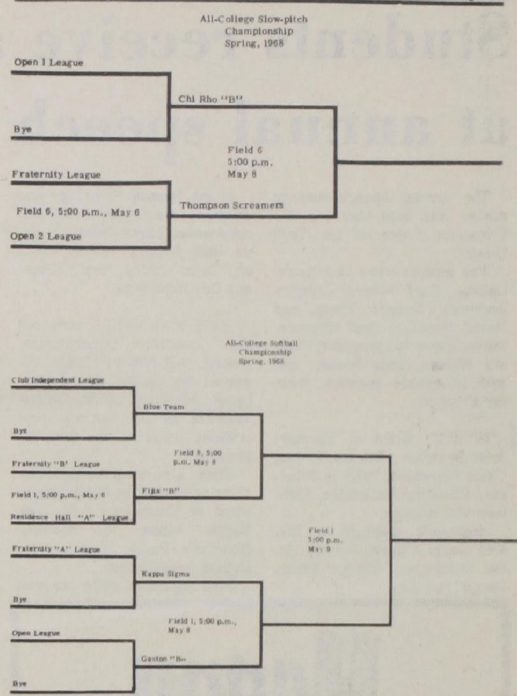 All-College Slow-pitch
Championship
Spring, 1968
Open 1 League
Chi Rho "B"
Bye
Field 6
5:00 p.m.
May 8
Fraternity League
Field 6, 5:00 p.m., May 6
Thompson Screamers
Open 2 League
All-College Softball
Championship
Spring, 1968
Club Independent League
Blue Team
Bye
Field 8, 5:00
p.m., May 8
Fraternity "B" League
Field 1, 5:00 p.m., May 6
Fijis "B"
Residence Hall "A" League
Field 1
5:00 p.m.
May 9
Fraternity "A" League
Kappa Sigma
Bye
Field 1, 5:00 p.m.,
May 8
Open League
Gaston "B"
Bye